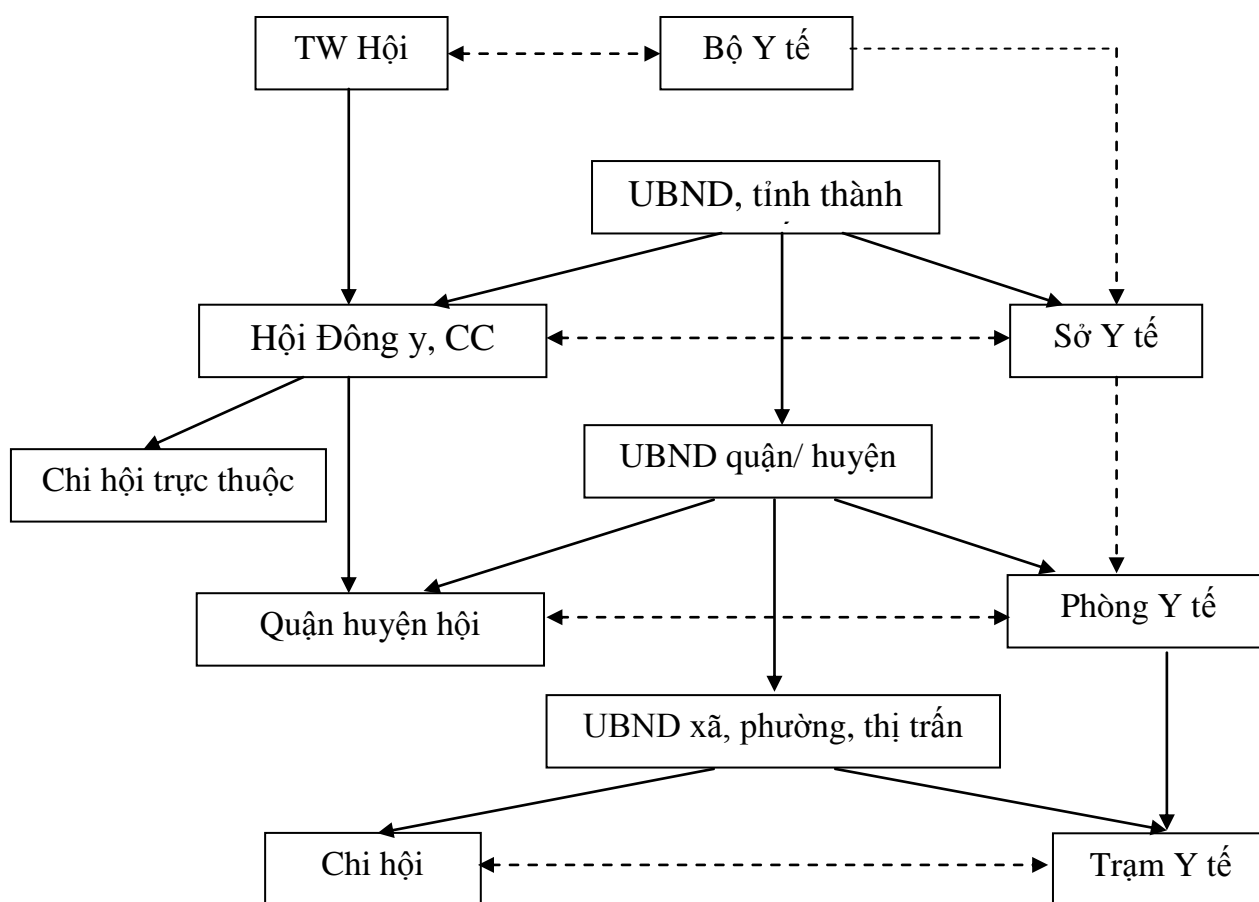 TW Hội
Bộ Y tế
UBND, tỉnh thành
Hội Đông y, CC
Sở Y tế
UBND quận/ huyện
Chi hội trực thuộc
Quận huyện hội
Phòng Y tế
UBND xã, phường, thị trấn
Chi hội
Trạm Y tế